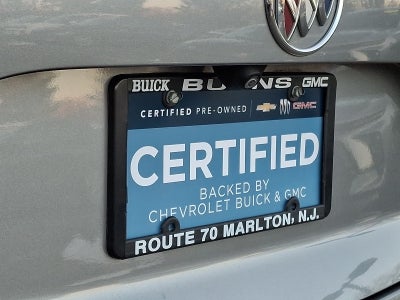 BUICK BURNS GMC
CERTIFIED PRE-OWNED GMC
CERTIFIED
BACKED BY
CHEVROLET BUICK & GMC
ROUTE 70 MARLTON, N.J.